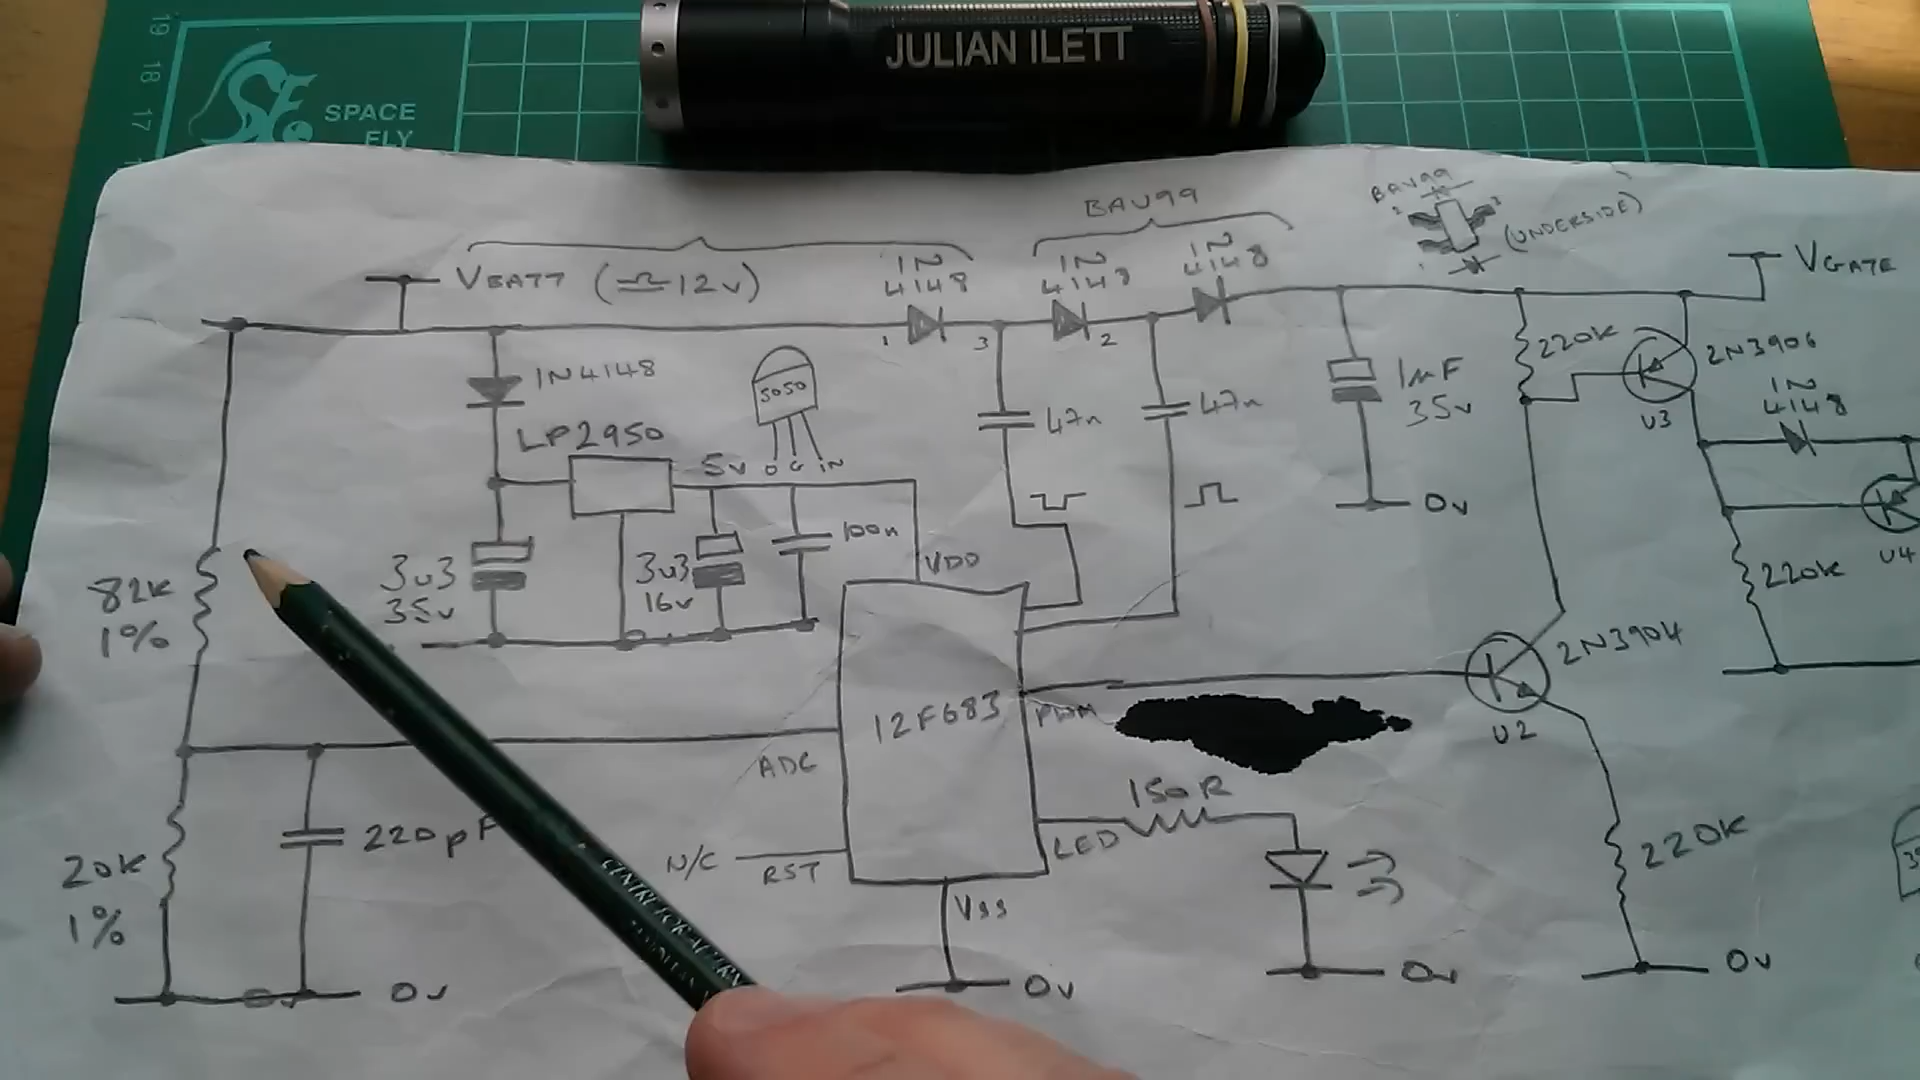 19
18
17
SPACE
FLY
JULIAN ILETT
BAV99
BAV99
(UNDERSIDE)
VBATT (≏12v)
1N
4148
1N
4148
1N
4148
VGATE
1
3
2
1N4148
5050
LP2950
5v
O G IN
47n
47n
1µF
35v
0v
220k
2N3906
U3
1N
4148
U4
220k
82k
1%
3u3
35v
3u3
16v
100n
VDD
12F683
PWM
2N3904
U2
ADC
220pF
20k
1%
N/C
RST
VSS
LED
150R
220k
0v
0v
0v
0v